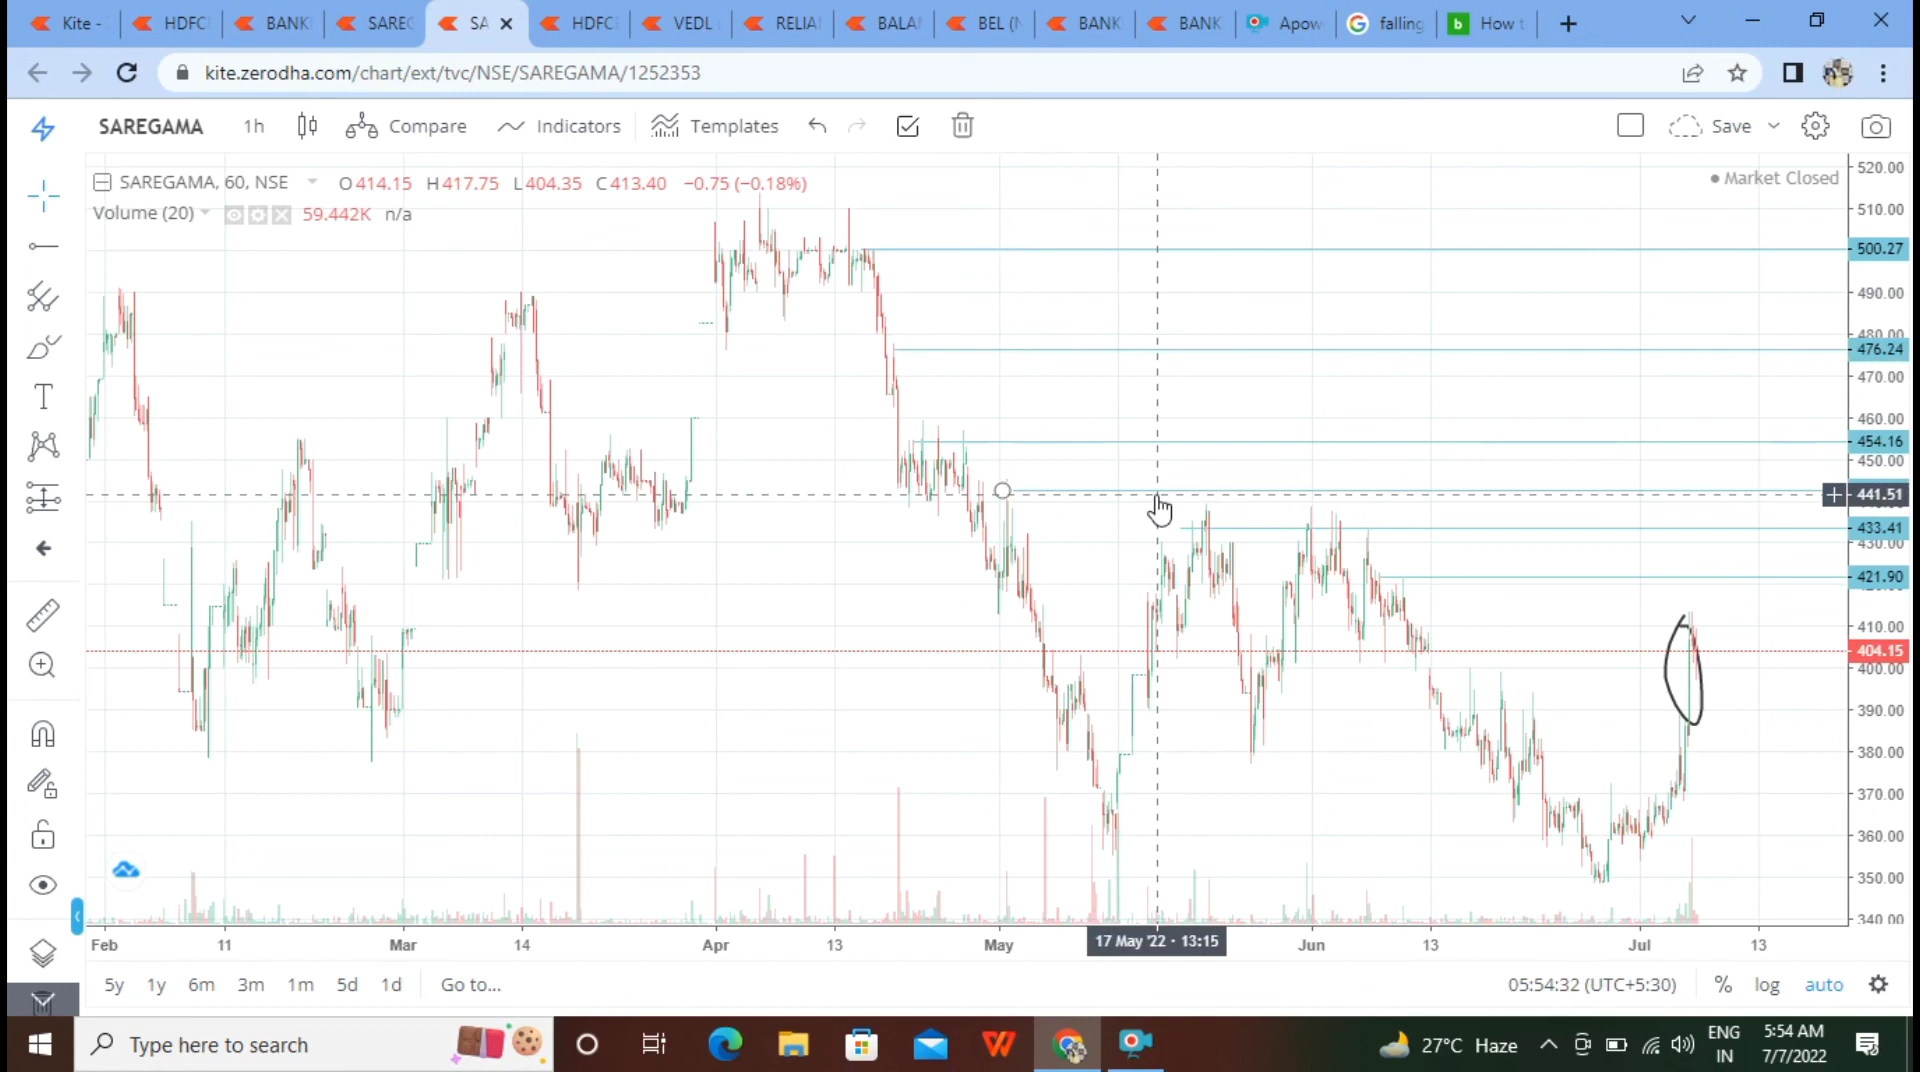 Kite - HDFC BANK SAREG SA HDFC VEDL RELIA BALA BEL (N BANK BANK Apow falling How t
kite.zerodha.com/chart/ext/tvc/NSE/SAREGAMA/1252353
SAREGAMA 1h Compare Indicators Templates Save
SAREGAMA, 60, NSE O414.15 H417.75 L404.35 C413.40 −0.75 (−0.18%)
Market Closed
Volume (20) 59.442K n/a
520.00
510.00
500.27
490.00
480.00
476.24
470.00
460.00
454.16
450.00
441.51
433.41
430.00
421.90
410.00
404.15
400.00
390.00
380.00
370.00
360.00
350.00
340.00
Feb 11 Mar 14 Apr 13 May 17 May '22 · 13:15 Jun 13 Jul 13
5y 1y 6m 3m 1m 5d 1d Go to... 05:54:32 (UTC+5:30) % log auto
Type here to search 27°C Haze ENG IN 5:54 AM 7/7/2022